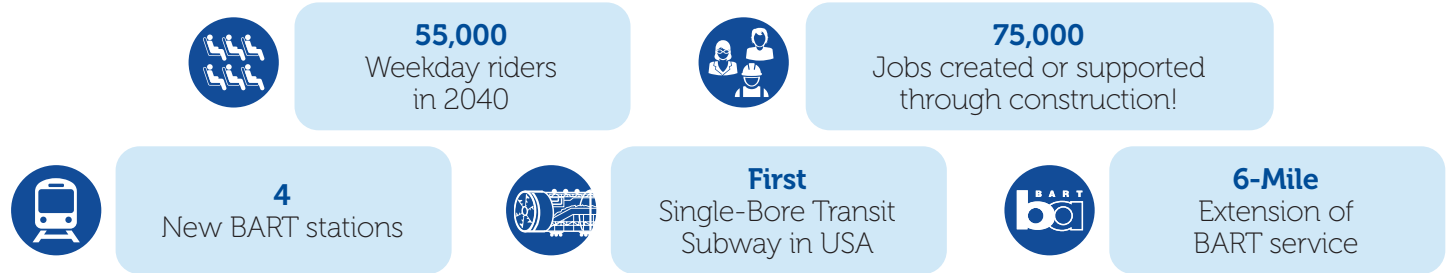 55,000
Weekday riders
in 2040
75,000
Jobs created or supported
through construction!
4
New BART stations
First
Single-Bore Transit
Subway in USA
BART
ba
6-Mile
Extension of
BART service